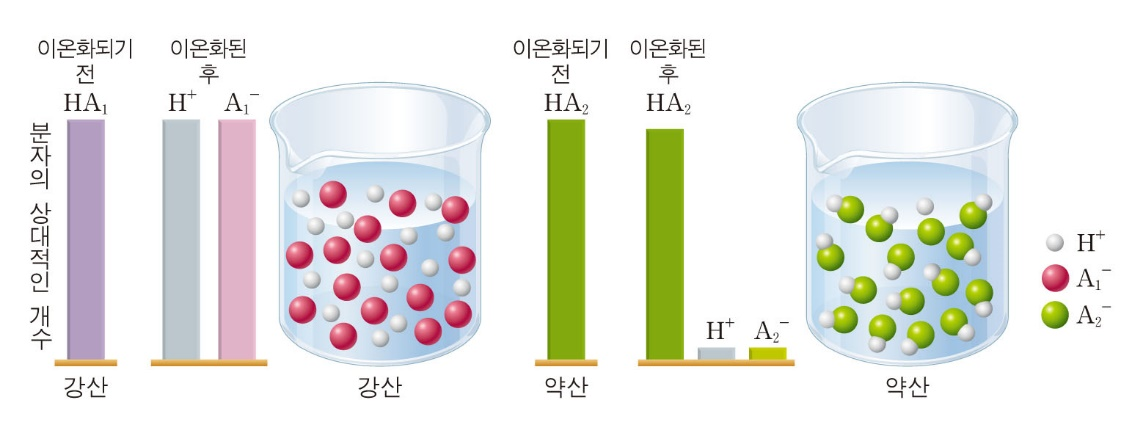 이온화되기
전
HA₁
이온화된
후
H⁺ A₁⁻
분자의 상대적인 개수
강산
강산
강산
이온화되기
전
HA₂
이온화된
후
HA₂
H⁺ A₂⁻
약산
약산
H⁺
A₁⁻
A₂⁻